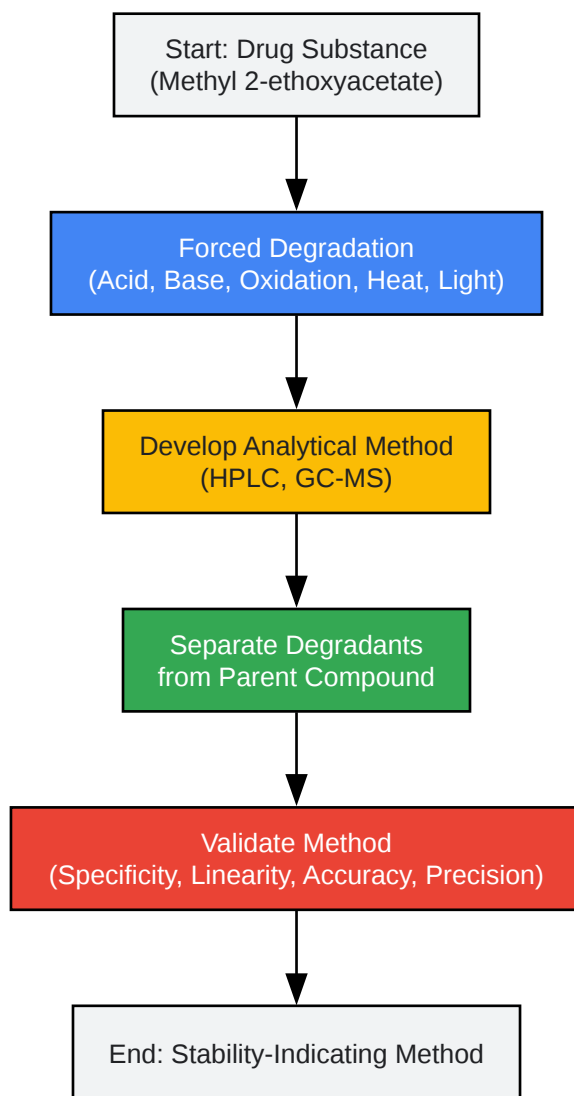 Start: Drug Substance
(Methyl 2-ethoxyacetate)
Forced Degradation
(Acid, Base, Oxidation, Heat, Light)
Develop Analytical Method
(HPLC, GC-MS)
Separate Degradants
from Parent Compound
Validate Method
(Specificity, Linearity, Accuracy, Precision)
End: Stability-Indicating Method